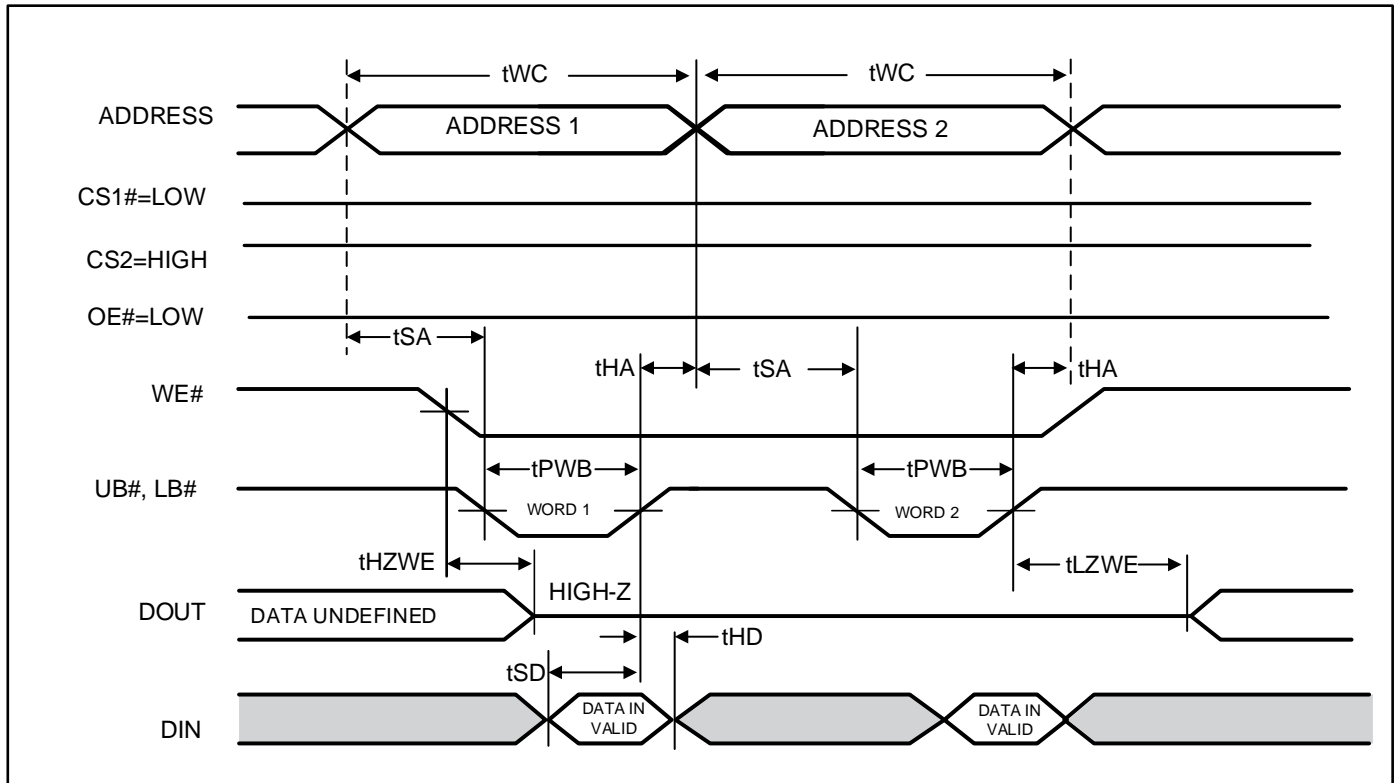 tWC tWC
ADDRESS ADDRESS 1 ADDRESS 2
CS1#=LOW
CS2=HIGH
OE#=LOW
tSA tHA tSA tHA
WE#
tPWB tPWB
UB#, LB# WORD 1 WORD 2
tHZWE tLZWE
HIGH-Z
DOUT DATA UNDEFINED
tHD
tSD
DIN DATA IN VALID DATA IN VALID